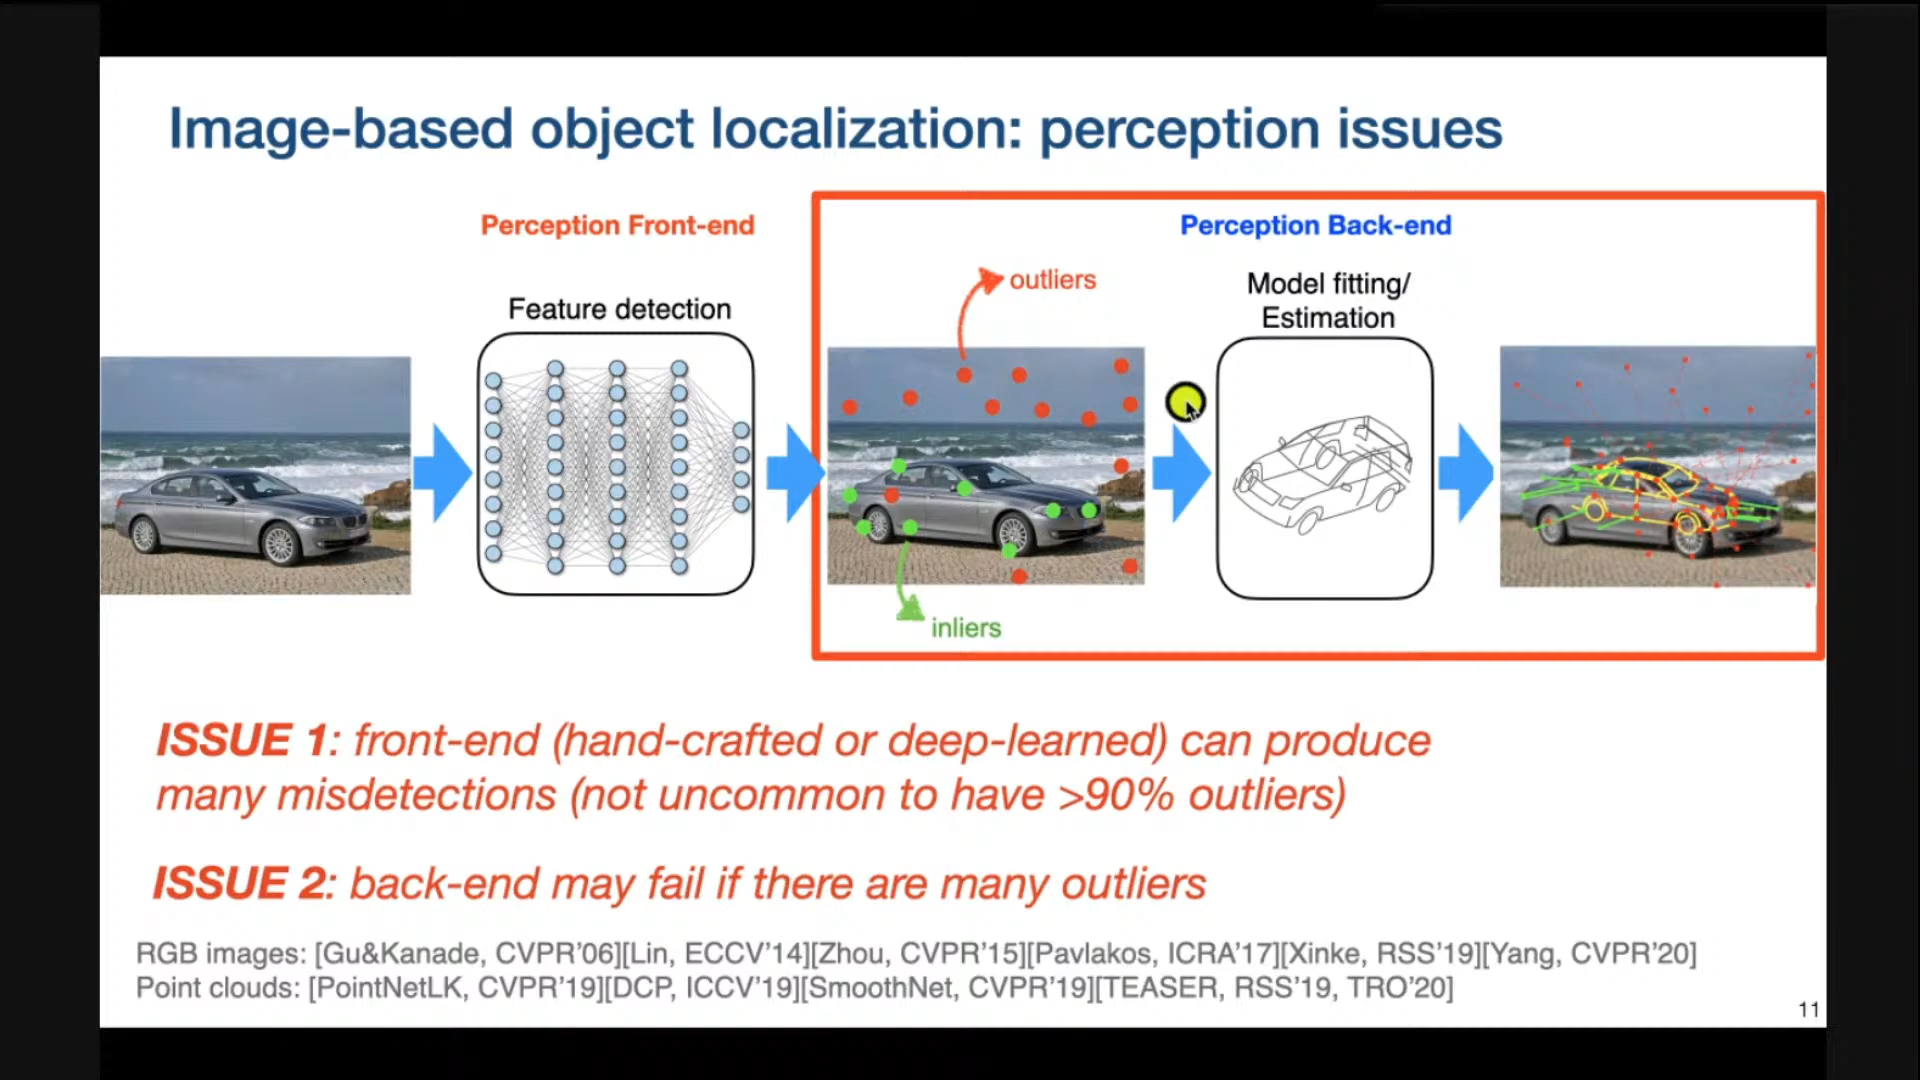 Image-based object localization: perception issues
Perception Front-end
Perception Back-end
outliers
Model fitting/
Estimation
Feature detection
inliers
ISSUE 1: front-end (hand-crafted or deep-learned) can produce
many misdetections (not uncommon to have >90% outliers)
ISSUE 2: back-end may fail if there are many outliers
RGB images: [Gu&Kanade, CVPR’06][Lin, ECCV’14][Zhou, CVPR’15][Pavlakos, ICRA’17][Xinke, RSS’19][Yang, CVPR’20]
Point clouds: [PointNetLK, CVPR’19][DCP, ICCV’19][SmoothNet, CVPR’19][TEASER, RSS’19, TRO’20]
11